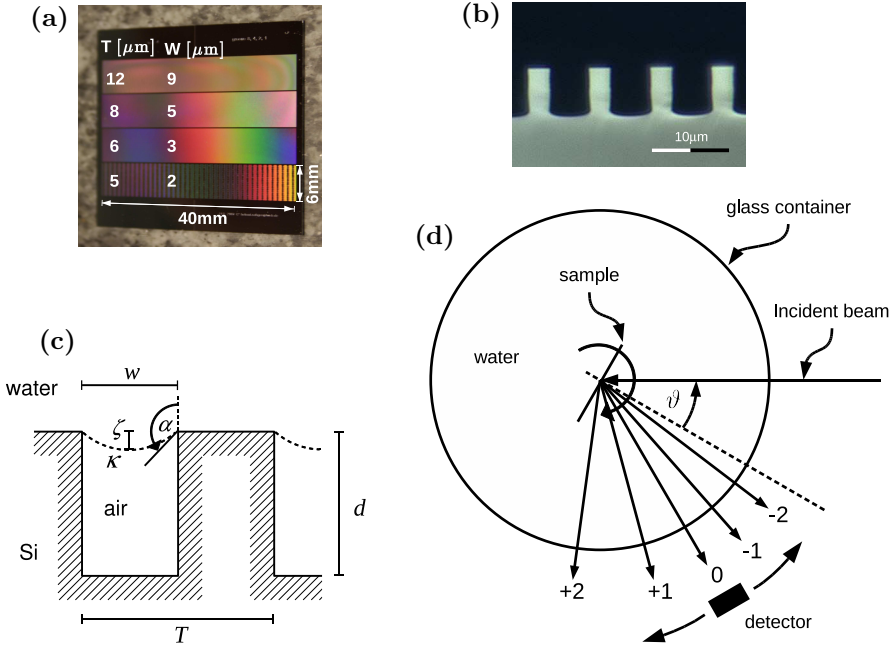 (a)
T [μm] W [μm]
12 9
8 5
6 3
5 2
6mm
40mm
(b)
10μm
(c)
water
w
ζ
α
κ
air
d
Si
T
(d)
glass container
sample
Incident beam
water
ϑ
-2
-1
0
+1
+2
detector